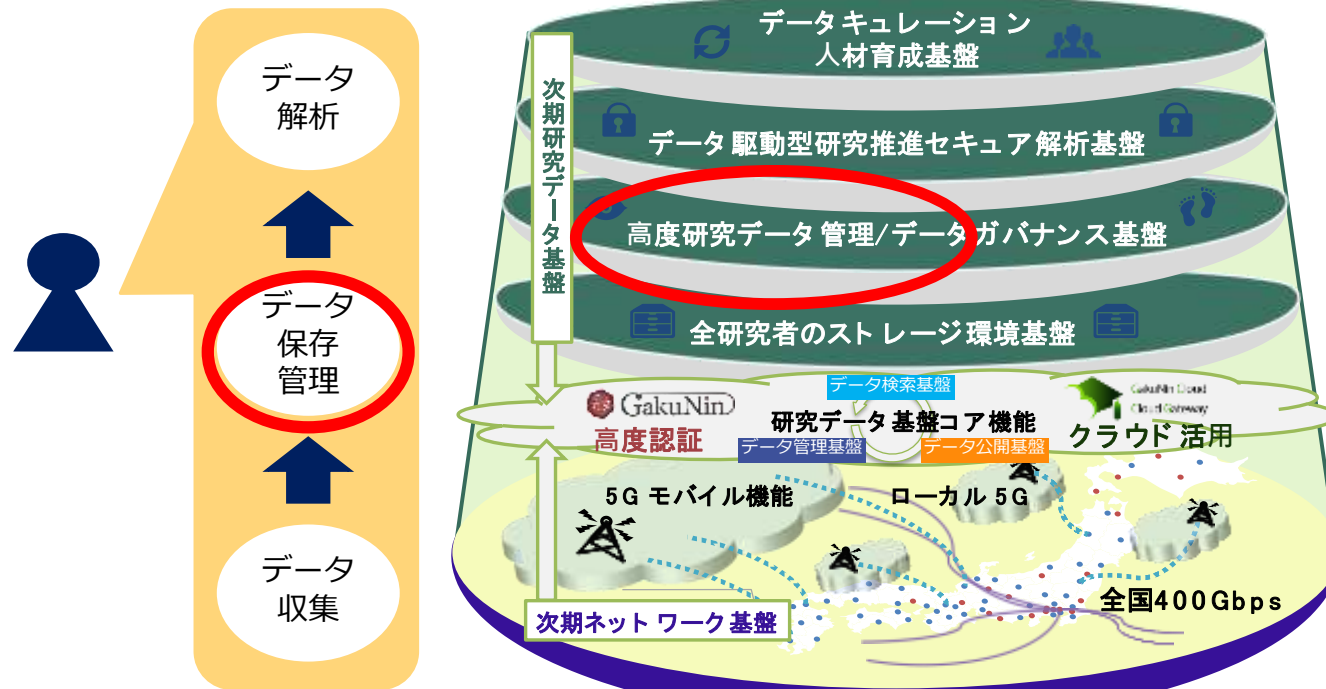 データ
解析
データ
保存
管理
データ
収集
データキュレーション
人材育成基盤
データ駆動型研究推進セキュア解析基盤
高度研究データ管理/データガバナンス基盤
全研究者のストレージ環境基盤
次期研究データ基盤
データ検索基盤
GakuNin
高度認証
研究データ基盤コア機能
データ管理基盤
データ公開基盤
GakuNin Cloud
Cloud Gateway
クラウド活用
5Gモバイル機能
ローカル5G
全国400Gbps
次期ネットワーク基盤